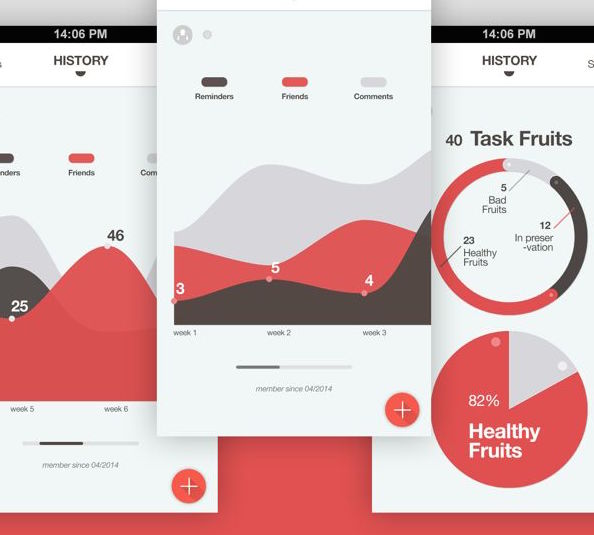 14:06 PM
HISTORY
Friends
25
46
week 5
week 6
member since 04/2014
Reminders
Friends
Comments
3
5
4
week 1
week 2
week 3
member since 04/2014
14:06 PM
HISTORY
S
40 Task Fruits
5
Bad
Fruits
12
In preser
-vation
23
Healthy
Fruits
82%
Healthy
Fruits